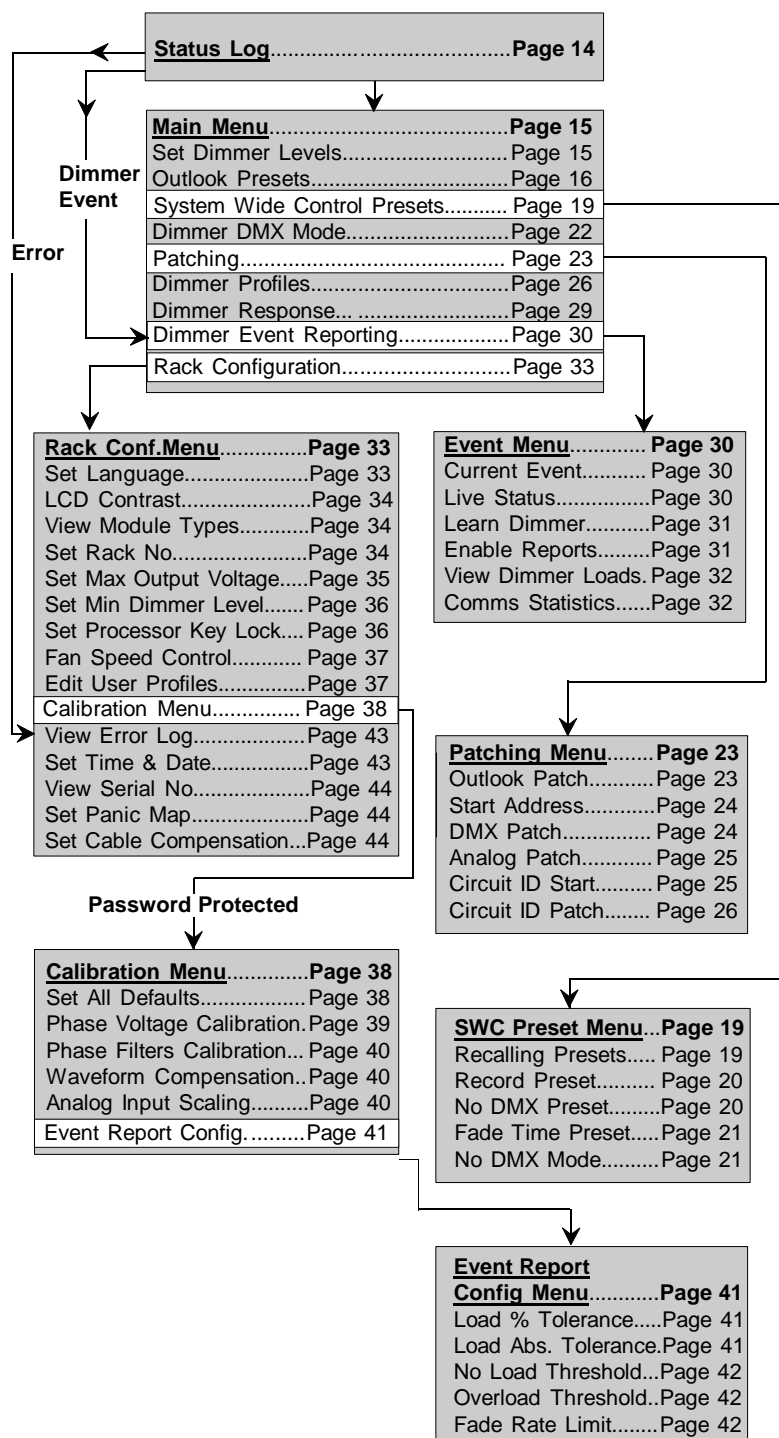 Status Log........................................Page 14
Main Menu....................................Page 15
Set Dimmer Levels..........................Page 15
Outlook Presets..............................Page 16
System Wide Control Presets.......... Page 19
Dimmer DMX Mode.........................Page 22
Patching........................................ Page 23
Dimmer Profiles..............................Page 26
Dimmer Response... ......................Page 29
Dimmer Event Reporting.................Page 30
Rack Configuration..........................Page 33
Dimmer
Event
Error
Rack Conf.Menu...............Page 33
Set Language...................Page 33
LCD Contrast.......................Page 34
View Module Types............Page 34
Set Rack No......................Page 34
Set Max Output Voltage.....Page 35
Set Min Dimmer Level....... Page 36
Set Processor Key Lock....Page 36
Fan Speed Control............ Page 37
Edit User Profiles...............Page 37
Calibration Menu................ Page 38
View Error Log...................Page 43
Set Time & Date.................Page 43
View Serial No...................Page 44
Set Panic Map...................Page 44
Set Cable Compensation...Page 44
Event Menu............. Page 30
Current Event............Page 30
Live Status................Page 30
Learn Dimmer...........Page 31
Enable Reports.........Page 31
View Dimmer Loads. Page 32
Comms Statistics......Page 32
Patching Menu........Page 23
Outlook Patch............Page 23
Start Address............Page 24
DMX Patch................Page 24
Analog Patch.............Page 25
Circuit ID Start..........Page 25
Circuit ID Patch........ Page 26
Password Protected
Calibration Menu..............Page 38
Set All Defaults..................Page 38
Phase Voltage Calibration.Page 39
Phase Filters Calibration... Page 40
Waveform Compensation..Page 40
Analog Input Scaling..........Page 40
Event Report Config. .........Page 41
SWC Preset Menu...Page 19
Recalling Presets..... Page 19
Record Preset.......... Page 20
No DMX Preset.........Page 20
Fade Time Preset.....Page 21
No DMX Mode..........Page 21
Event Report
Config Menu............Page 41
Load % Tolerance.....Page 41
Load Abs. Tolerance.Page 41
No Load Threshold...Page 42
Overload Threshold..Page 42
Fade Rate Limit........Page 42